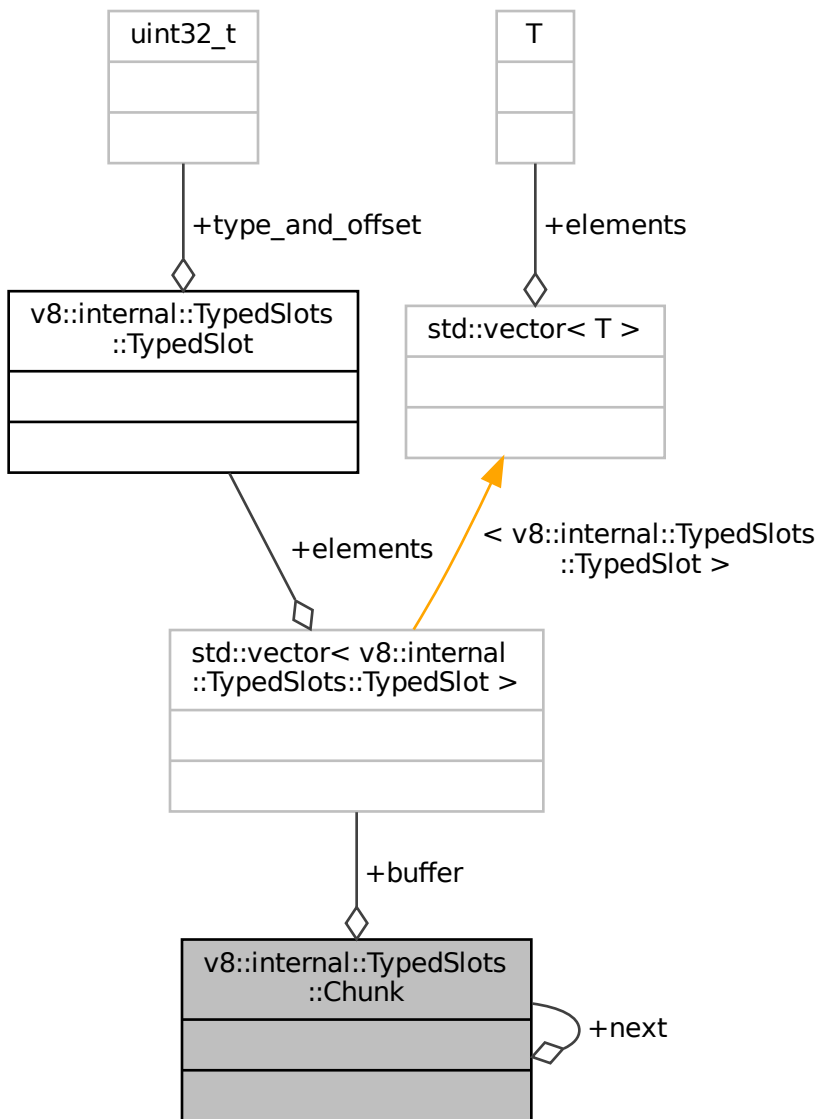 uint32_t
T
+type_and_offset
+elements
v8::internal::TypedSlots
::TypedSlot
std::vector< T >
+elements
< v8::internal::TypedSlots
::TypedSlot >
std::vector< v8::internal
::TypedSlots::TypedSlot >
+buffer
v8::internal::TypedSlots
::Chunk
+next